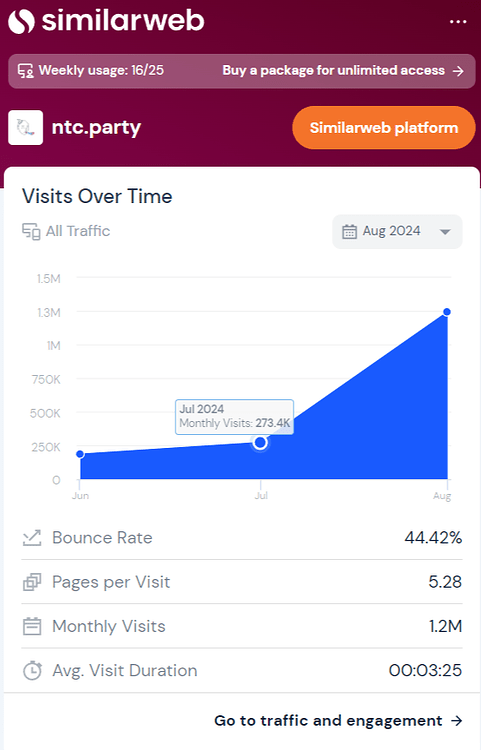 similarweb
...
Weekly usage: 16/25
Buy a package for unlimited access →
ntc.party
Similarweb platform
Visits Over Time
All Traffic
Aug 2024
1.5M
1.3M
1M
750K
500K
250K
0
Jul 2024
Monthly Visits: 273.4K
Jun
Jul
Aug
Bounce Rate
44.42%
Pages per Visit
5.28
Monthly Visits
1.2M
Avg. Visit Duration
00:03:25
Go to traffic and engagement →